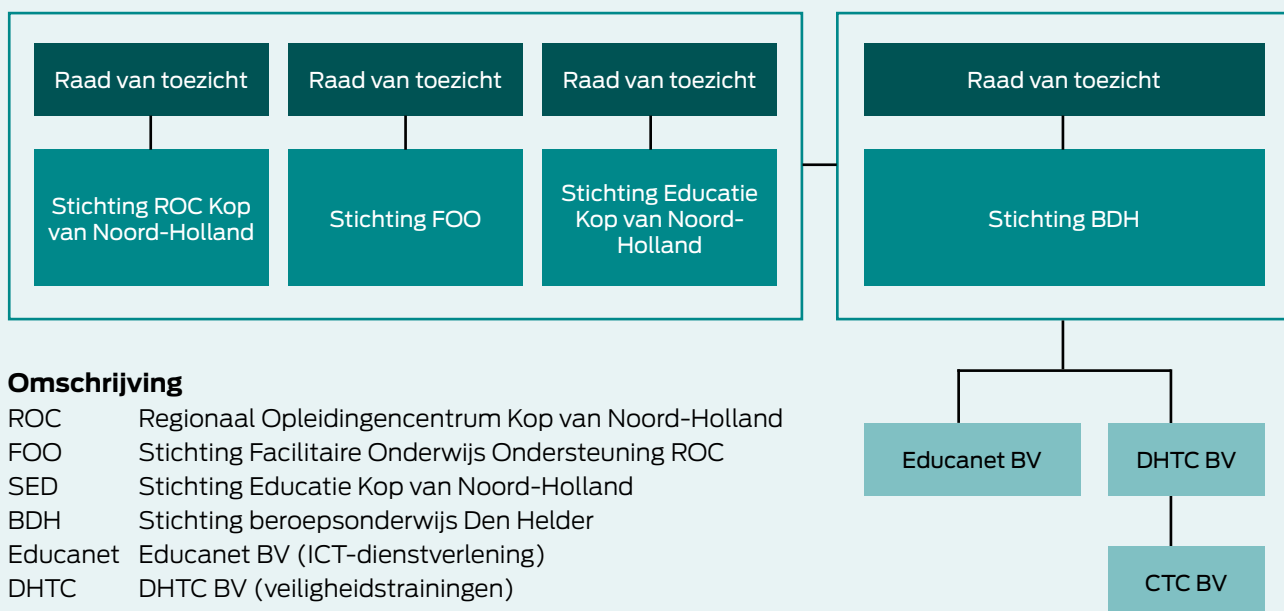 Raad van toezicht
Raad van toezicht
Raad van toezicht
Raad van toezicht
Stichting ROC Kop
van Noord-Holland
Stichting FOO
Stichting Educatie
Kop van Noord-
Holland
Stichting BDH
Omschrijving
ROC Regionaal Opleidingencentrum Kop van Noord-Holland
FOO Stichting Facilitaire Onderwijs Ondersteuning ROC
SED Stichting Educatie Kop van Noord-Holland
BDH Stichting beroepsonderwijs Den Helder
Educanet Educanet BV (ICT-dienstverlening)
DHTC DHTC BV (veiligheidstrainingen)
Educanet BV
DHTC BV
CTC BV